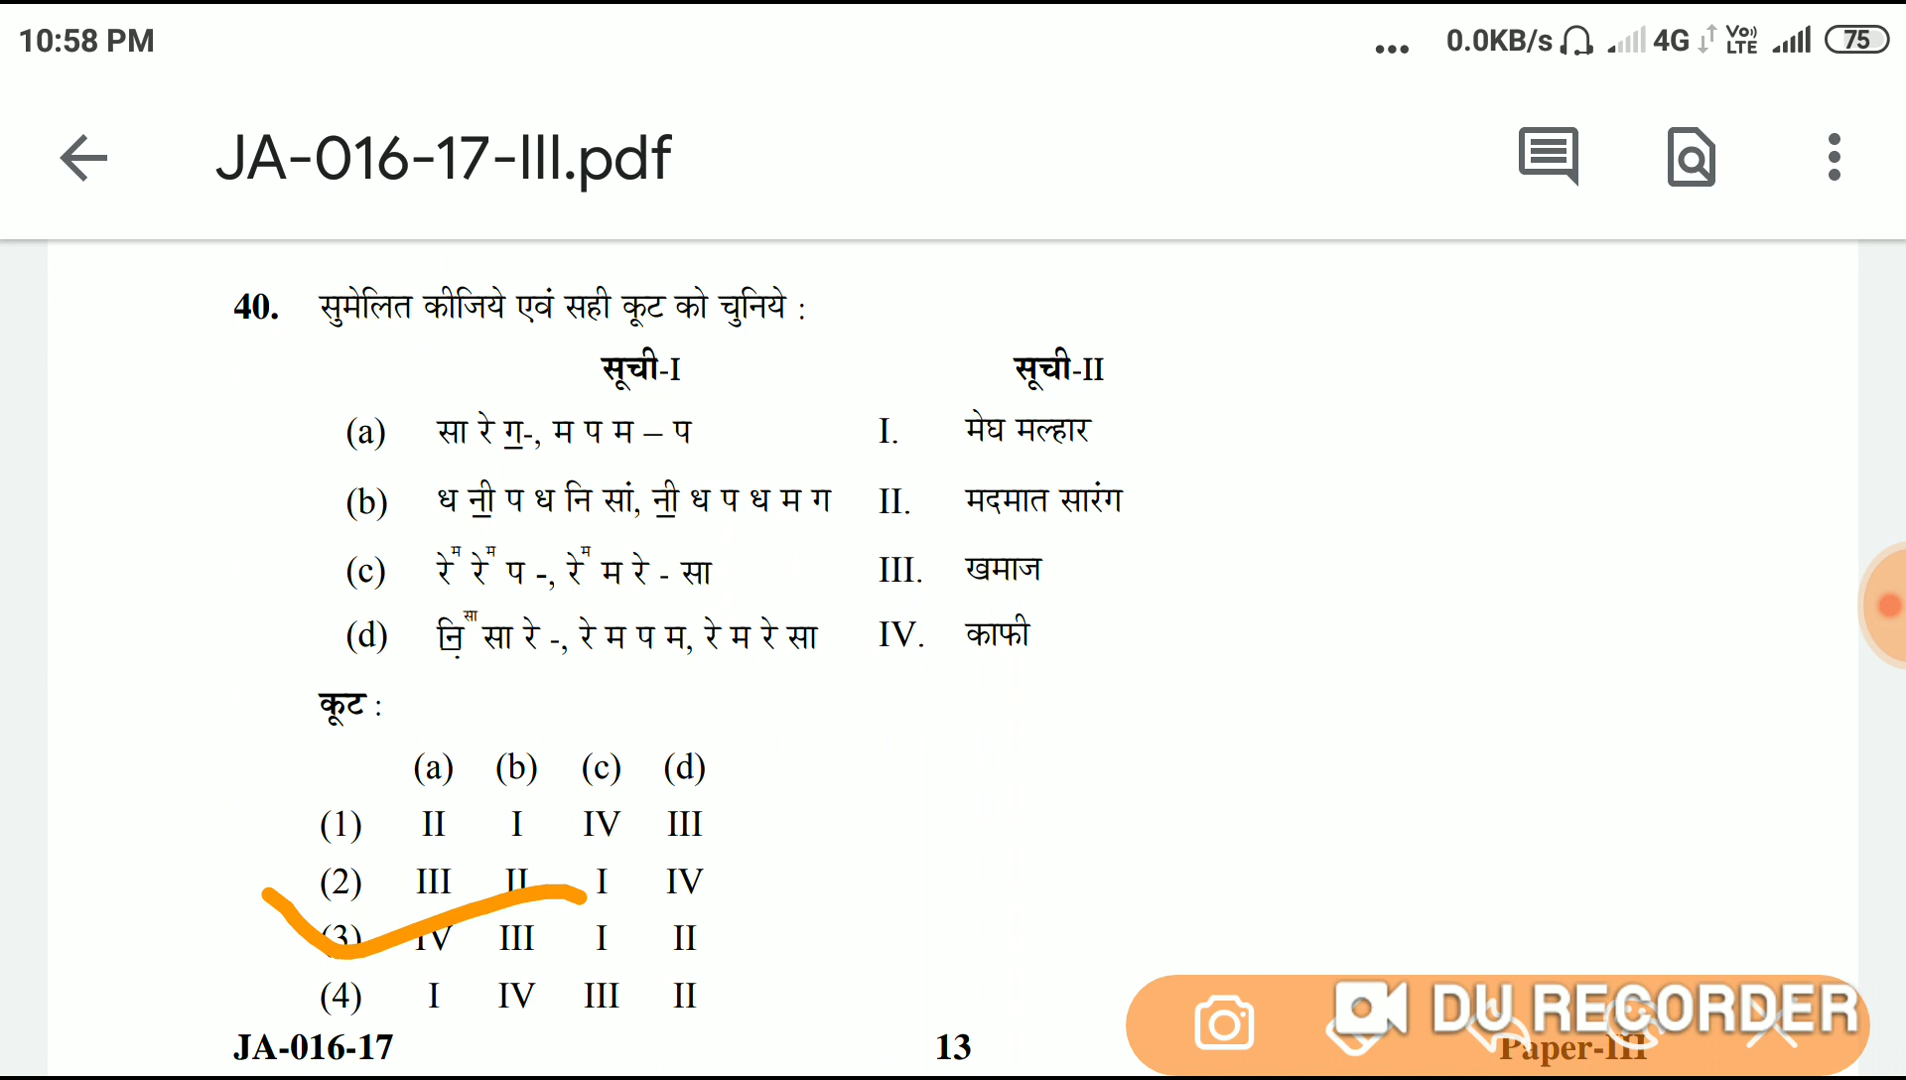 10:58 PM
... 0.0KB/s 4G Vo) LTE 75
JA-016-17-III.pdf
40. सुमेलित कीजिये एवं सही कूट को चुनिये :
सूची-I सूची-II
(a) सा रे ग॒-, म प म – प I. मेघ मल्हार
(b) ध नी॒ प ध नि सां, नी॒ ध प ध म ग II. मदमात सारंग
(c) रेᵐ रेᵐ प -, रेᵐ म रे - सा III. खमाज
म म म
(d) नि़ सा सा रे -, रे म प म, रे म रे सा IV. काफी
कूट :
(a) (b) (c) (d)
(1) II I IV III
(2) III II I IV
(3) IV III I II
(4) I IV III II
JA-016-17 13 Paper-III
DU RECORDER